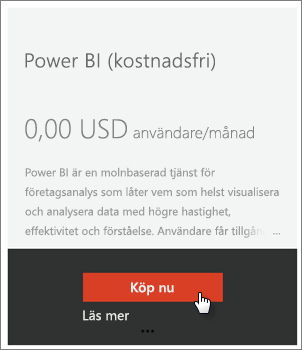 Power BI (kostnadsfri)
0,00 USD användare/månad
Power BI är en molnbaserad tjänst för
företagsanalys som låter vem som helst visualisera
och analysera data med högre hastighet,
effektivitet och förståelse. Användare får tillgån...
Köp nu
Läs mer
...